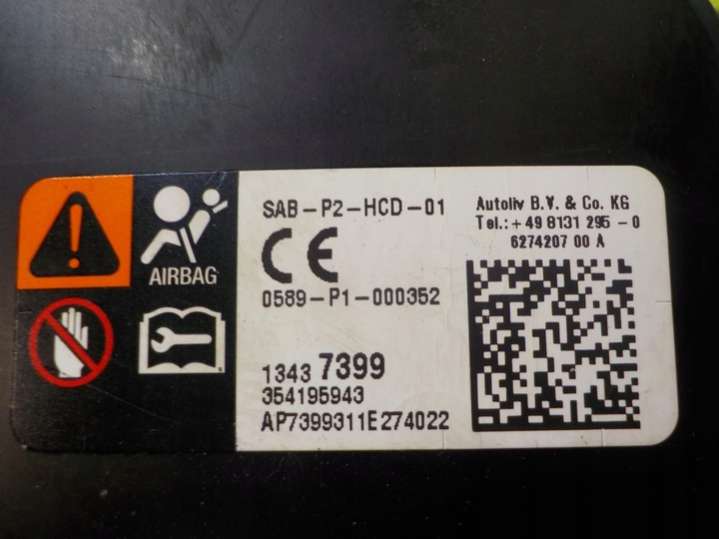 AIRBAG
SAB-P2-HCD-01
CE
0589-P1-000352
1343 7399
354195943
AP7399311E274022
Autoliv B.V. & Co. KG
Tel.: +49 8131 295-0
6274207 00 A